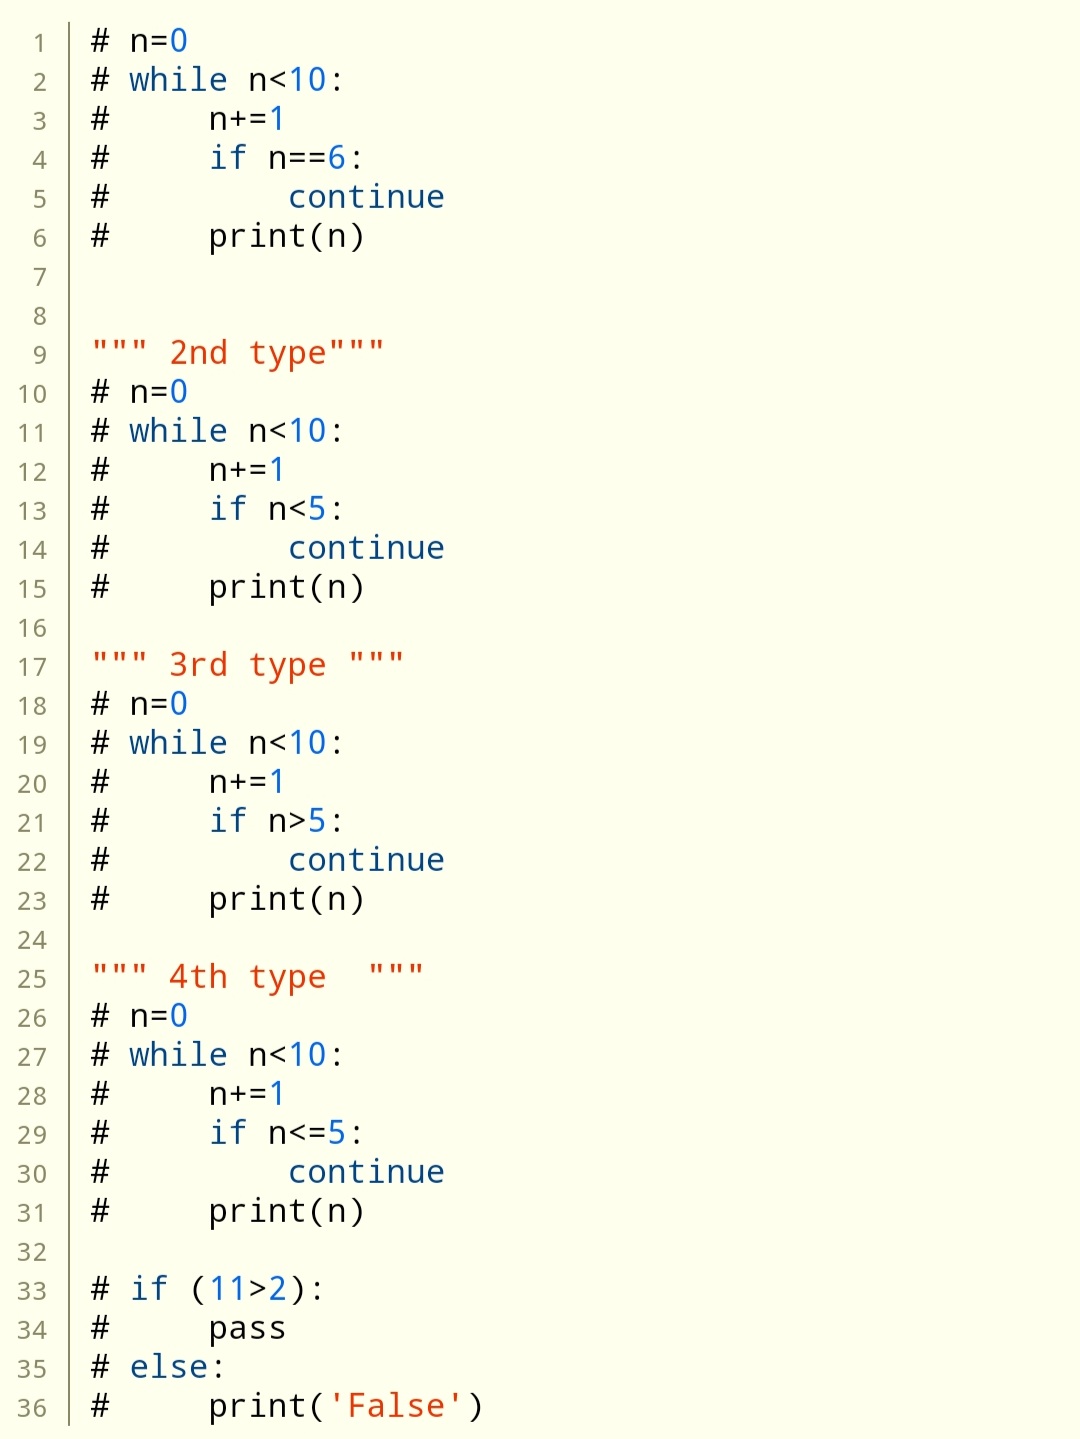 1 # n=0
2 # while n<10:
3 #     n+=1
4 #     if n==6:
5 #         continue
6 #     print(n)
7
8
9 """ 2nd type"""
10 # n=0
11 # while n<10:
12 #     n+=1
13 #     if n<5:
14 #         continue
15 #     print(n)
16
17 """ 3rd type """
18 # n=0
19 # while n<10:
20 #     n+=1
21 #     if n>5:
22 #         continue
23 #     print(n)
24
25 """ 4th type  """
26 # n=0
27 # while n<10:
28 #     n+=1
29 #     if n<=5:
30 #         continue
31 #     print(n)
32
33 # if (11>2):
34 #     pass
35 # else:
36 #     print('False')